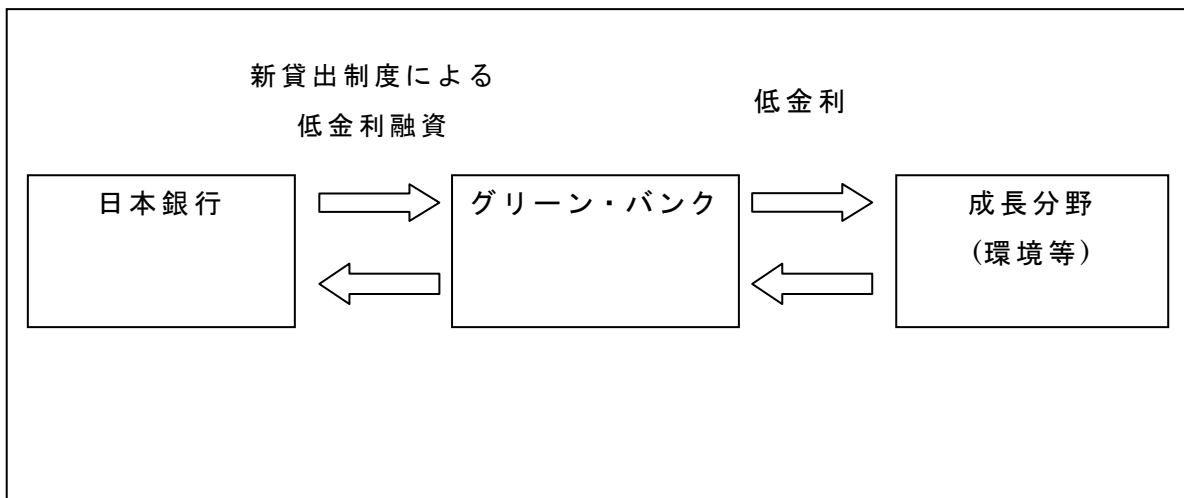 新貸出制度による
低金利融資
低金利
日本銀行
グリーン・バンク
成長分野
(環境等)